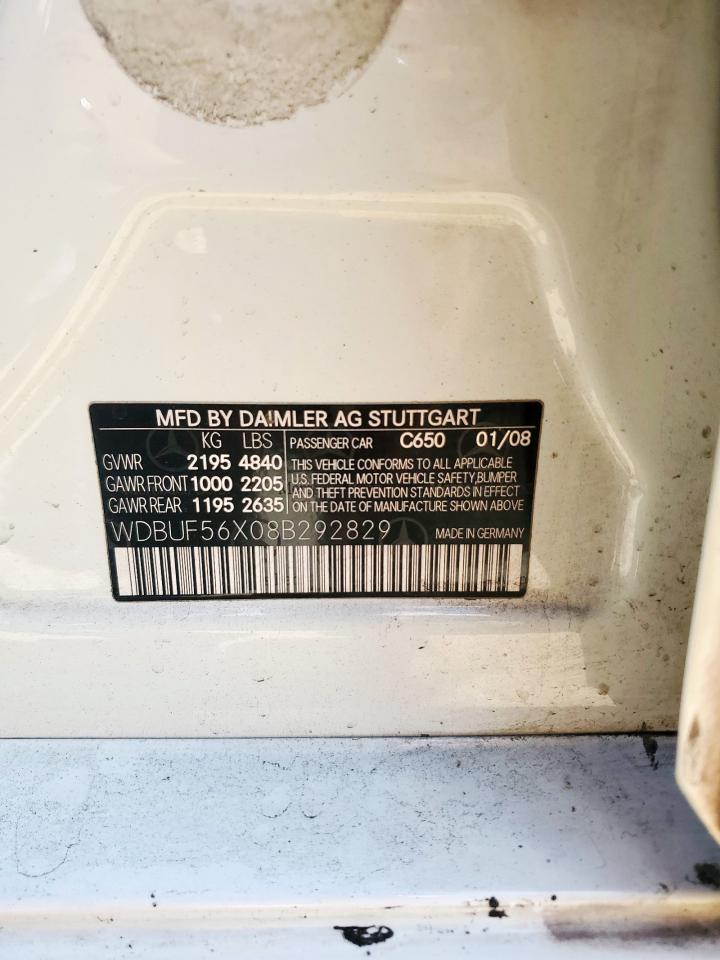 MFD BY DAIMLER AG STUTTGART
KG LBS PASSENGER CAR C650 01/08
GVWR 2195 4840 THIS VEHICLE CONFORMS TO ALL APPLICABLE
GAWR FRONT 1000 2205 U.S. FEDERAL MOTOR VEHICLE SAFETY, BUMPER
AND THEFT PREVENTION STANDARDS IN EFFECT
GAWR REAR 1195 2635 ON THE DATE OF MANUFACTURE SHOWN ABOVE
WDBUF56X08B292829 MADE IN GERMANY